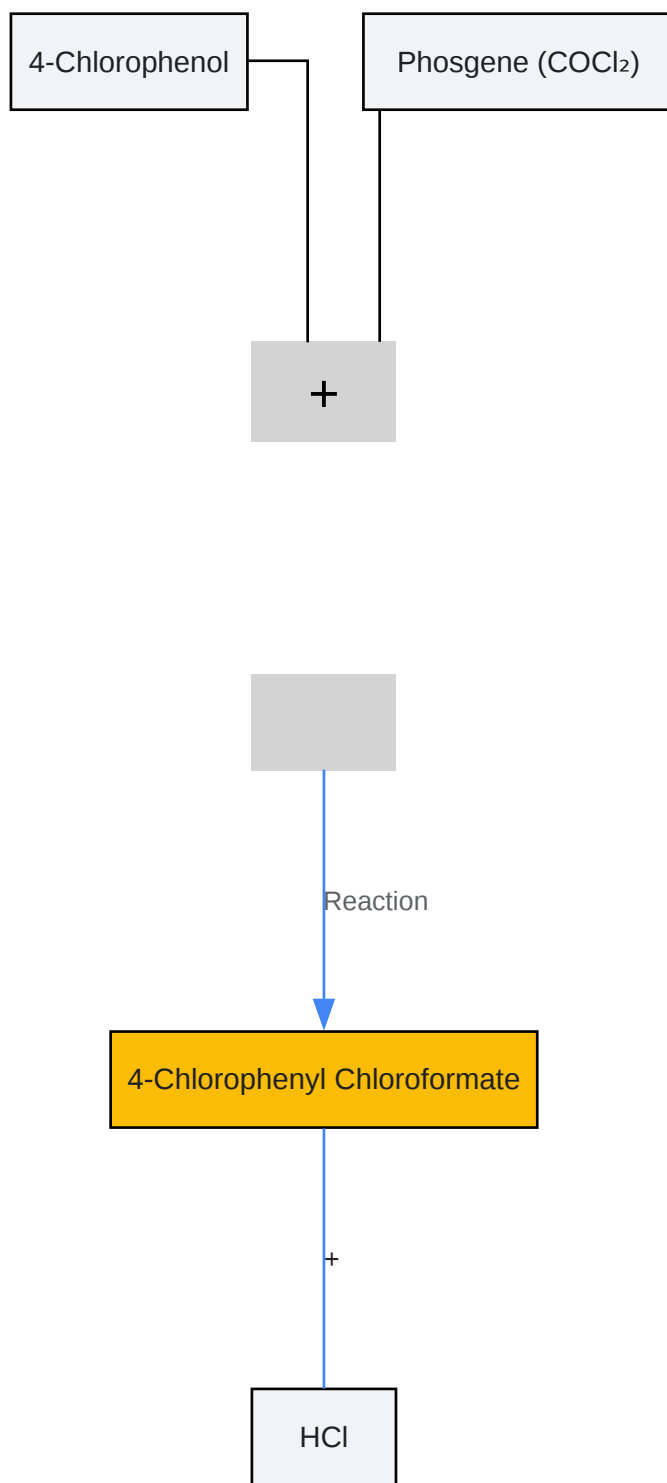 4-Chlorophenol
Phosgene (COCl₂)
+
Reaction
4-Chlorophenyl Chloroformate
+
HCl